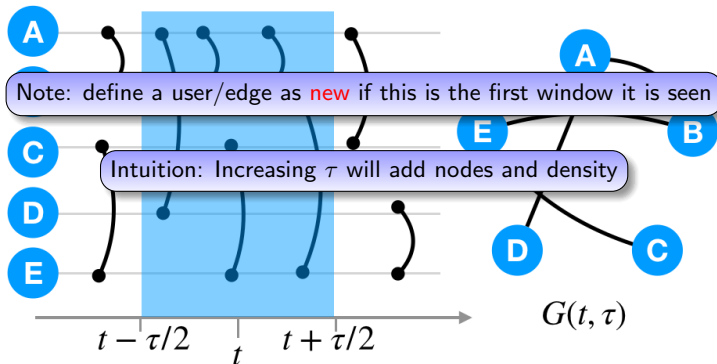 A
A
Note: define a user/edge as new if this is the first window it is seen
E
B
C
Intuition: Increasing τ will add nodes and density
D
D
C
E
t − τ/2
t
t + τ/2
G(t, τ)